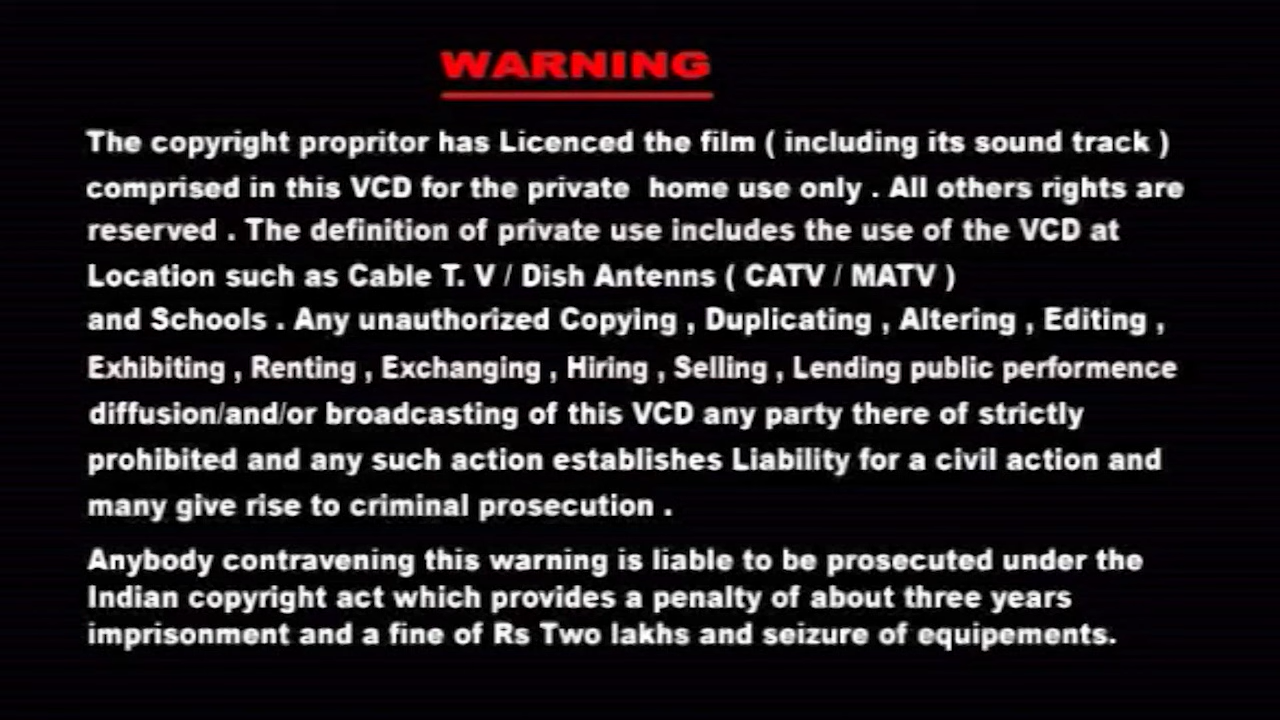 WARNING
The copyright propritor has Licenced the film ( including its sound track )
comprised in this VCD for the private home use only . All others rights are
reserved . The definition of private use includes the use of the VCD at
Location such as Cable T. V / Dish Antenns ( CATV / MATV )
and Schools . Any unauthorized Copying , Duplicating , Altering , Editing ,
Exhibiting , Renting , Exchanging , Hiring , Selling , Lending public performence
diffusion/and/or broadcasting of this VCD any party there of strictly
prohibited and any such action establishes Liability for a civil action and
many give rise to criminal prosecution .
Anybody contravening this warning is liable to be prosecuted under the
Indian copyright act which provides a penalty of about three years
imprisonment and a fine of Rs Two lakhs and seizure of equipements.